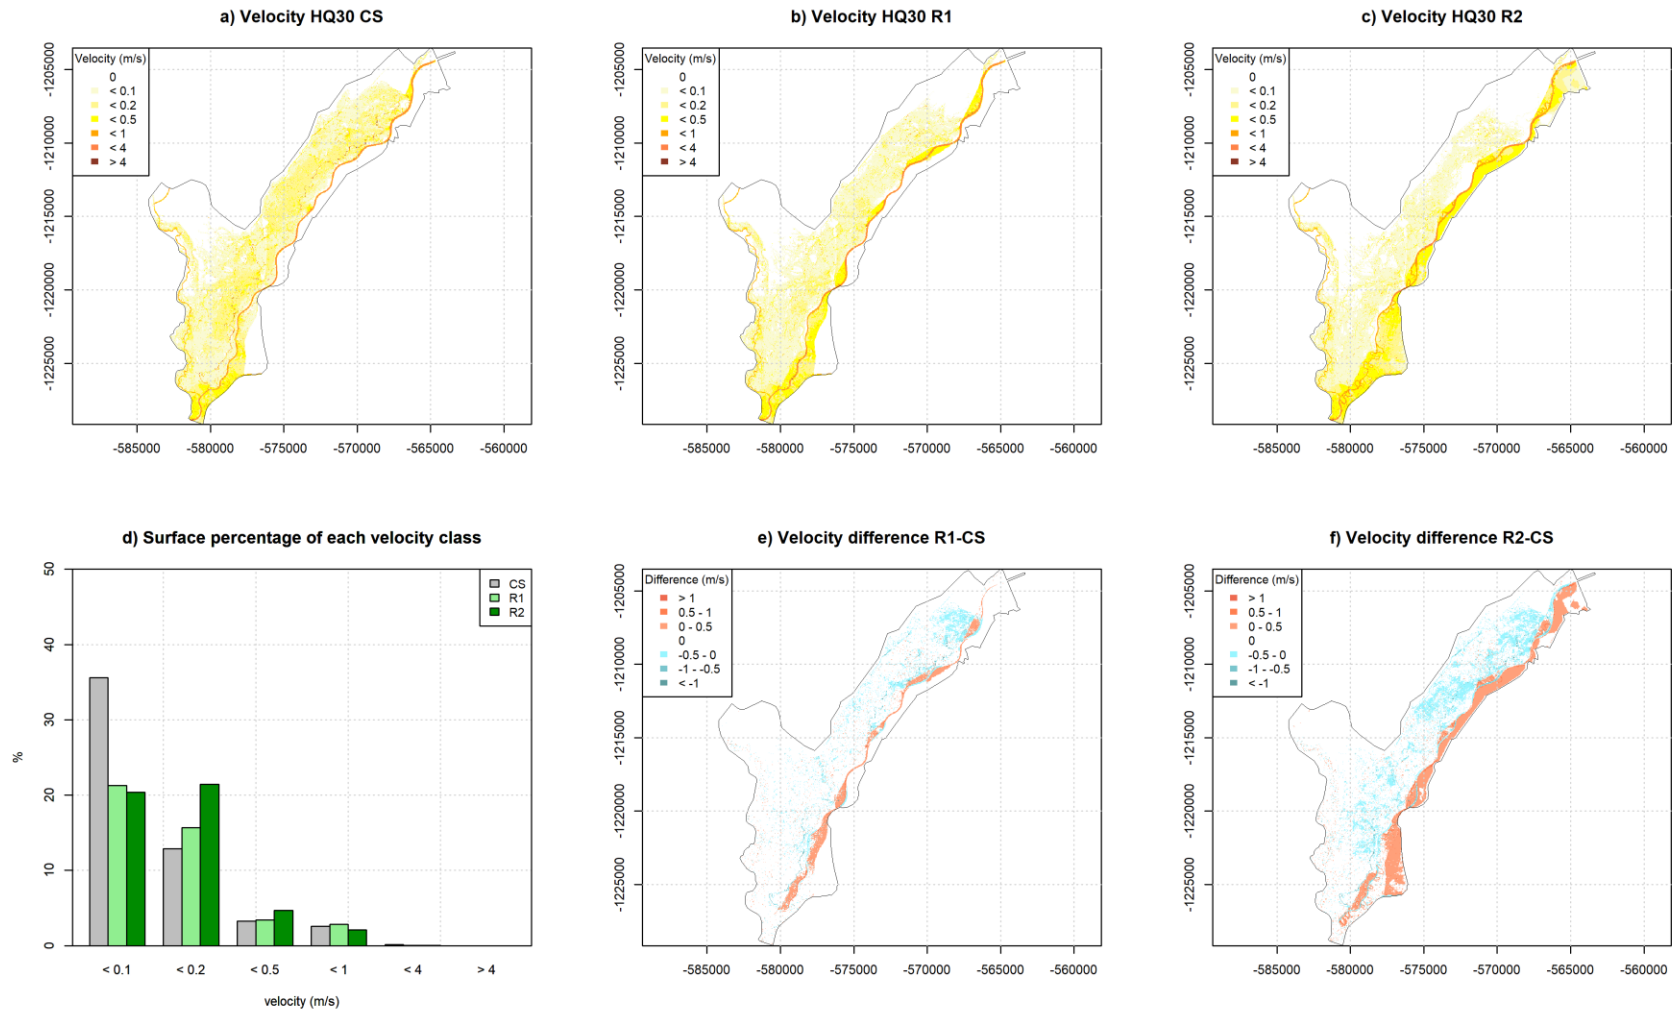 a) Velocity HQ30 CS
Velocity (m/s)
0
< 0.1
< 0.2
< 0.5
< 1
< 4
> 4
-1205000
-1210000
-1215000
-1220000
-1225000
-585000 -580000 -575000 -570000 -565000 -560000
b) Velocity HQ30 R1
Velocity (m/s)
0
< 0.1
< 0.2
< 0.5
< 1
< 4
> 4
-1205000
-1210000
-1215000
-1220000
-1225000
-585000 -580000 -575000 -570000 -565000 -560000
c) Velocity HQ30 R2
Velocity (m/s)
0
< 0.1
< 0.2
< 0.5
< 1
< 4
> 4
-1205000
-1210000
-1215000
-1220000
-1225000
-585000 -580000 -575000 -570000 -565000 -560000
d) Surface percentage of each velocity class
CS
R1
R2
50
40
30
20
10
0
%
< 0.1 < 0.2 < 0.5 < 1 < 4 > 4
velocity (m/s)
e) Velocity difference R1-CS
Difference (m/s)
> 1
0.5 - 1
0 - 0.5
0
-0.5 - 0
-1 - -0.5
< -1
-1205000
-1210000
-1215000
-1220000
-1225000
-585000 -580000 -575000 -570000 -565000 -560000
f) Velocity difference R2-CS
Difference (m/s)
> 1
0.5 - 1
0 - 0.5
0
-0.5 - 0
-1 - -0.5
< -1
-1205000
-1210000
-1215000
-1220000
-1225000
-585000 -580000 -575000 -570000 -565000 -560000